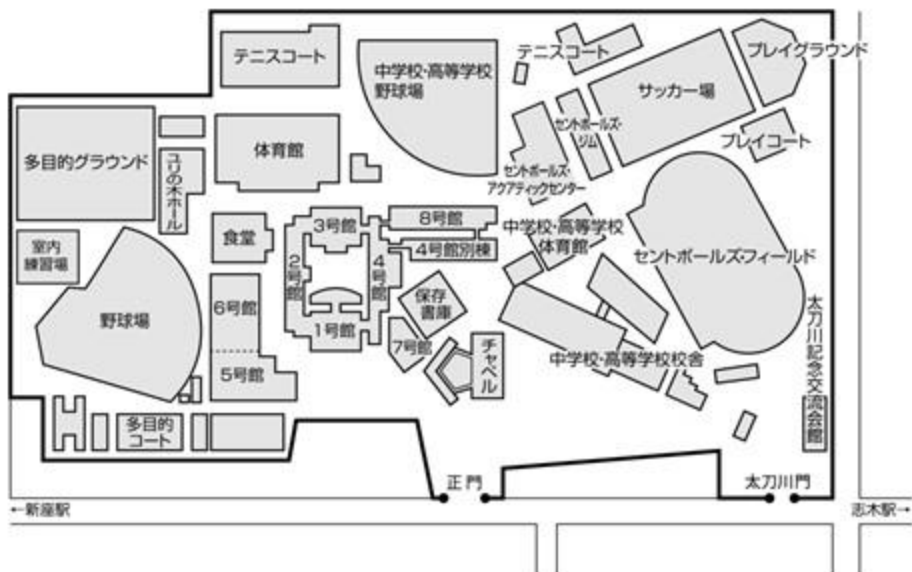 テニスコート
中学校・高等学校
野球場
テニスコート
プレイグラウンド
サッカー場
プレイコート
セントポールズ・
ジム
セントポールズ・
アクアティックセンター
多目的グラウンド
ユリの木ホール
体育館
室内
練習場
食堂
3号館
8号館
4号館別棟
2号館
4号館
1号館
中学校・高等学校
体育館
セントポールズ・フィールド
野球場
6号館
5号館
保存
書庫
7号館
チャペル
中学校・高等学校校舎
太刀川記念交流会館
多目的
コート
正門
太刀川門
←新座駅
志木駅→